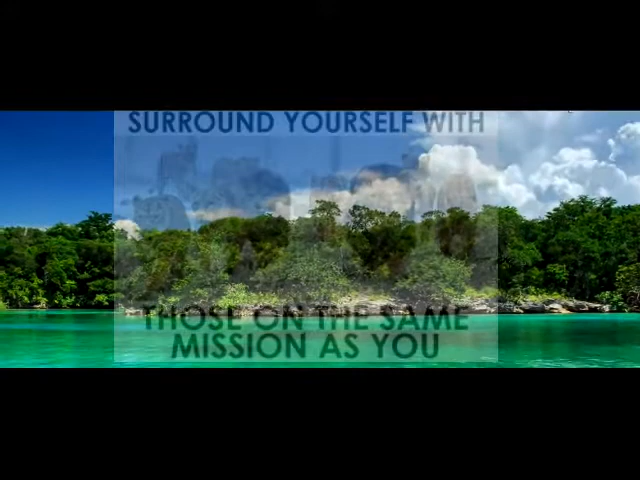 SURROUND YOURSELF WITH
THOSE ON THE SAME
MISSION AS YOU